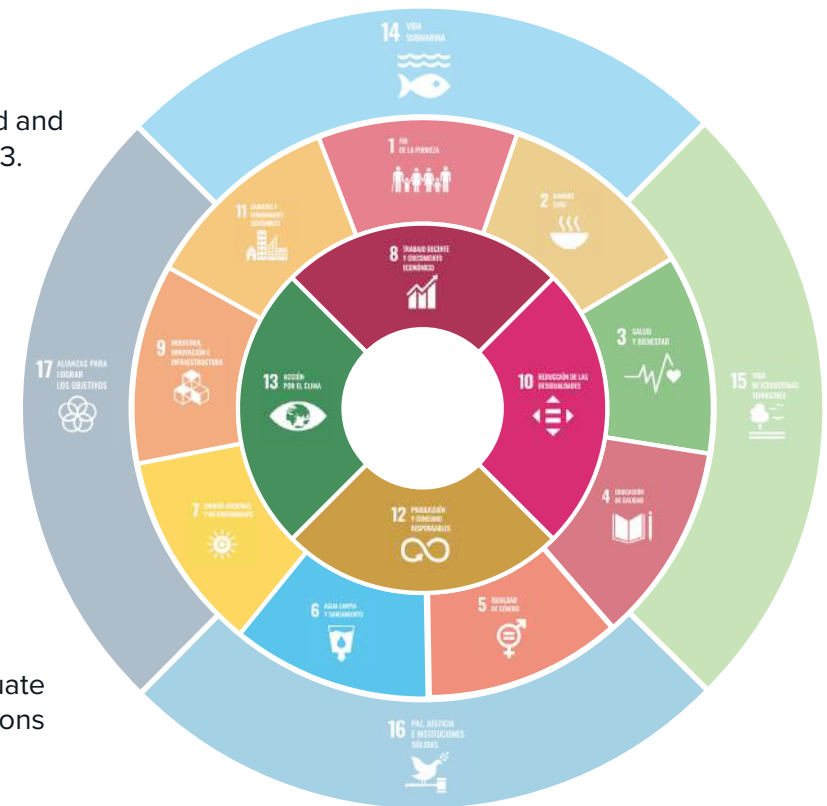 14 VIDA
SUBMARINA
d and
3.
1 FIN
DE LA POBREZA
2 HAMBRE
CERO
11 CIUDADES Y
COMUNIDADES
SOSTENIBLES
8 TRABAJO DECENTE
Y CRECIMIENTO
ECONÓMICO
3 SALUD
Y BIENESTAR
9 INDUSTRIA,
INNOVACIÓN E
INFRAESTRUCTURA
17 ALIANZAS PARA
LOGRAR
LOS OBJETIVOS
13 ACCIÓN
POR EL CLIMA
10 REDUCCIÓN DE LAS
DESIGUALDADES
15 VIDA
DE ECOSISTEMAS
TERRESTRES
4 EDUCACIÓN
DE CALIDAD
7 ENERGÍA ASEQUIBLE
Y NO CONTAMINANTE
12 PRODUCCIÓN
Y CONSUMO
RESPONSABLES
6 AGUA LIMPIA
Y SANEAMIENTO
5 IGUALDAD
DE GÉNERO
uate
ons
16 PAZ, JUSTICIA
E INSTITUCIONES
SÓLIDAS